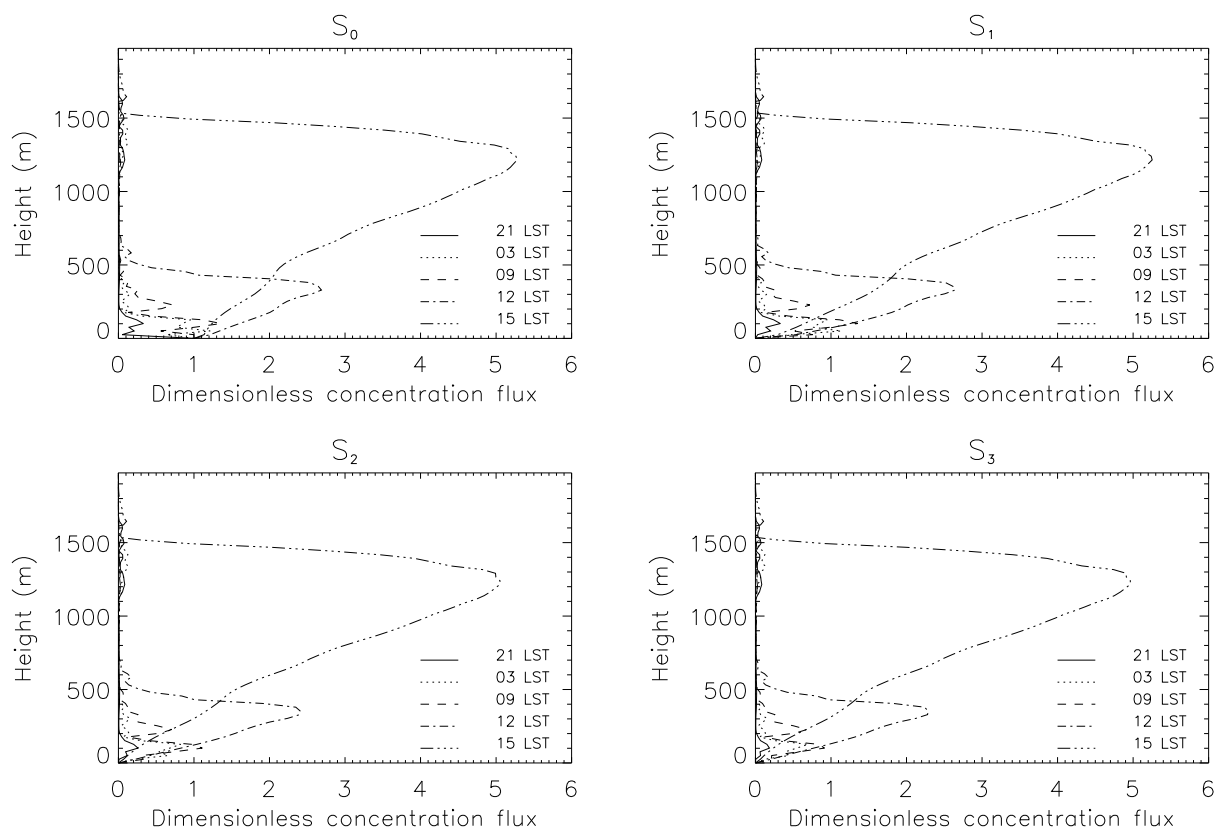 S0
Height (m)
1500
1000
500
0
21 LST
03 LST
09 LST
12 LST
15 LST
0 1 2 3 4 5 6
Dimensionless concentration flux
S1
Height (m)
1500
1000
500
0
21 LST
03 LST
09 LST
12 LST
15 LST
0 1 2 3 4 5 6
Dimensionless concentration flux
S2
Height (m)
1500
1000
500
0
21 LST
03 LST
09 LST
12 LST
15 LST
0 1 2 3 4 5 6
Dimensionless concentration flux
S3
Height (m)
1500
1000
500
0
21 LST
03 LST
09 LST
12 LST
15 LST
0 1 2 3 4 5 6
Dimensionless concentration flux